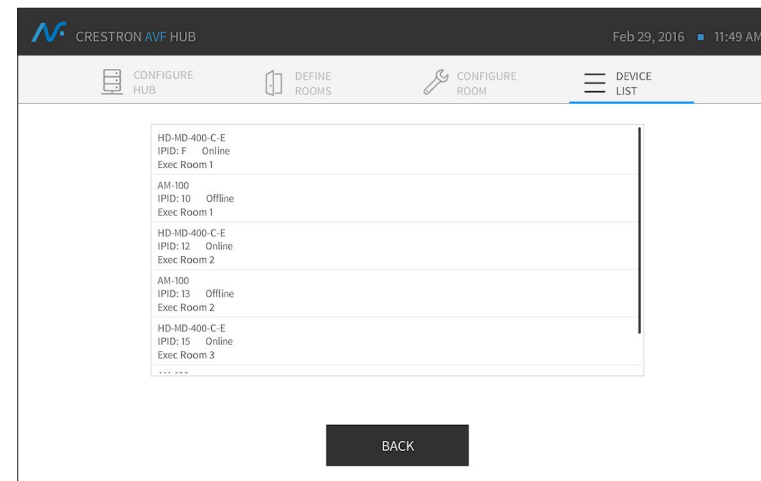 CRESTRON AVF HUB
Feb 29, 2016 ■ 11:49 AM
CONFIGURE HUB
DEFINE ROOMS
CONFIGURE ROOM
DEVICE LIST
HD-MD-400-C-E
IPID: F Online
Exec Room 1
AM-100
IPID: 10 Offline
Exec Room 1
HD-MD-400-C-E
IPID: 12 Online
Exec Room 2
AM-100
IPID: 13 Offline
Exec Room 2
HD-MD-400-C-E
IPID: 15 Online
Exec Room 3
BACK